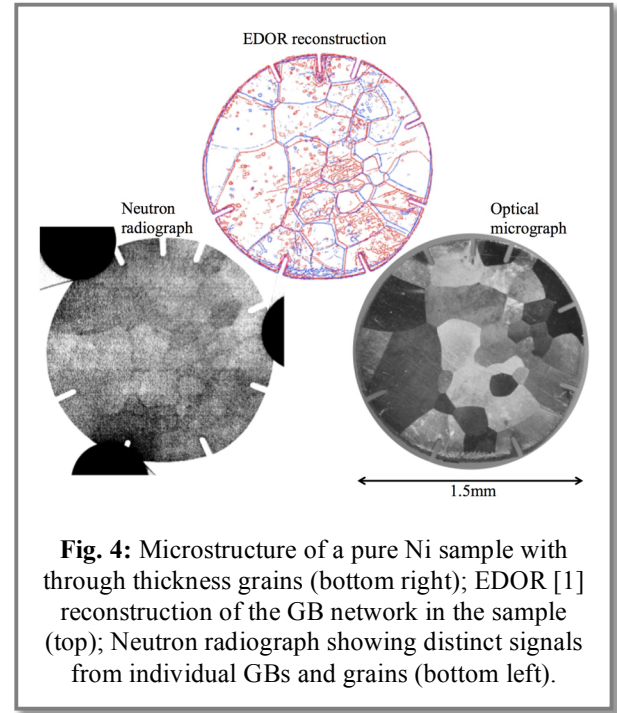 EDOR reconstruction
Neutron
radiograph
Optical
micrograph
1.5mm
Fig. 4: Microstructure of a pure Ni sample with
through thickness grains (bottom right); EDOR [1]
reconstruction of the GB network in the sample
(top); Neutron radiograph showing distinct signals
from individual GBs and grains (bottom left).